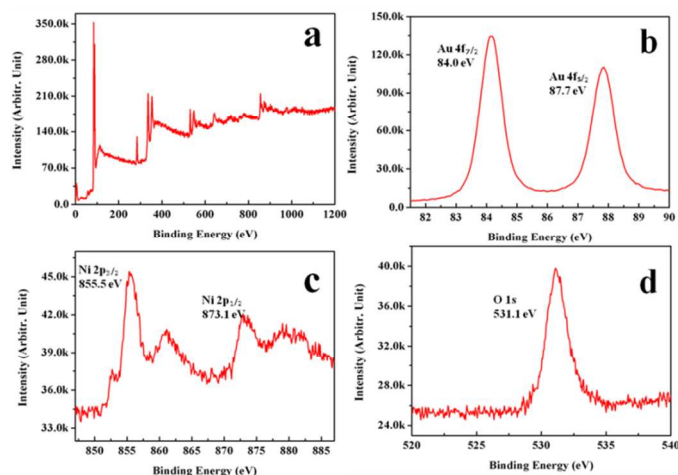 a
350.0k
280.0k
210.0k
140.0k
70.0k
0.0
0
200
400
600
800
1000
1200
Intensity (Arbitr. Unit)
Binding Energy (eV)
b
Au 4f7/2
84.0 eV
Au 4f5/2
87.7 eV
150.0k
120.0k
90.0k
60.0k
30.0k
0.0
82
83
84
85
86
87
88
89
90
Intensity (Arbitr. Unit)
Binding Energy (eV)
c
Ni 2p3/2
855.5 eV
Ni 2p1/2
873.1 eV
45.0k
42.0k
39.0k
36.0k
33.0k
850
855
860
865
870
875
880
885
Intensity (Arbitr. Unit)
Binding Energy (eV)
d
O 1s
531.1 eV
40.0k
36.0k
32.0k
28.0k
24.0k
520
525
530
535
540
Intensity (Arbitr. Unit)
Binding Energy (eV)